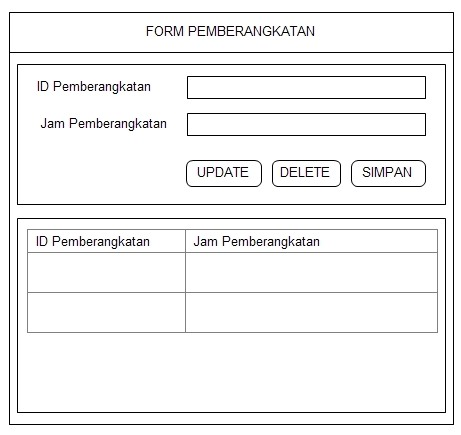 FORM PEMBERANGKATAN
ID Pemberangkatan
Jam Pemberangkatan
UPDATE DELETE SIMPAN
ID Pemberangkatan Jam Pemberangkatan